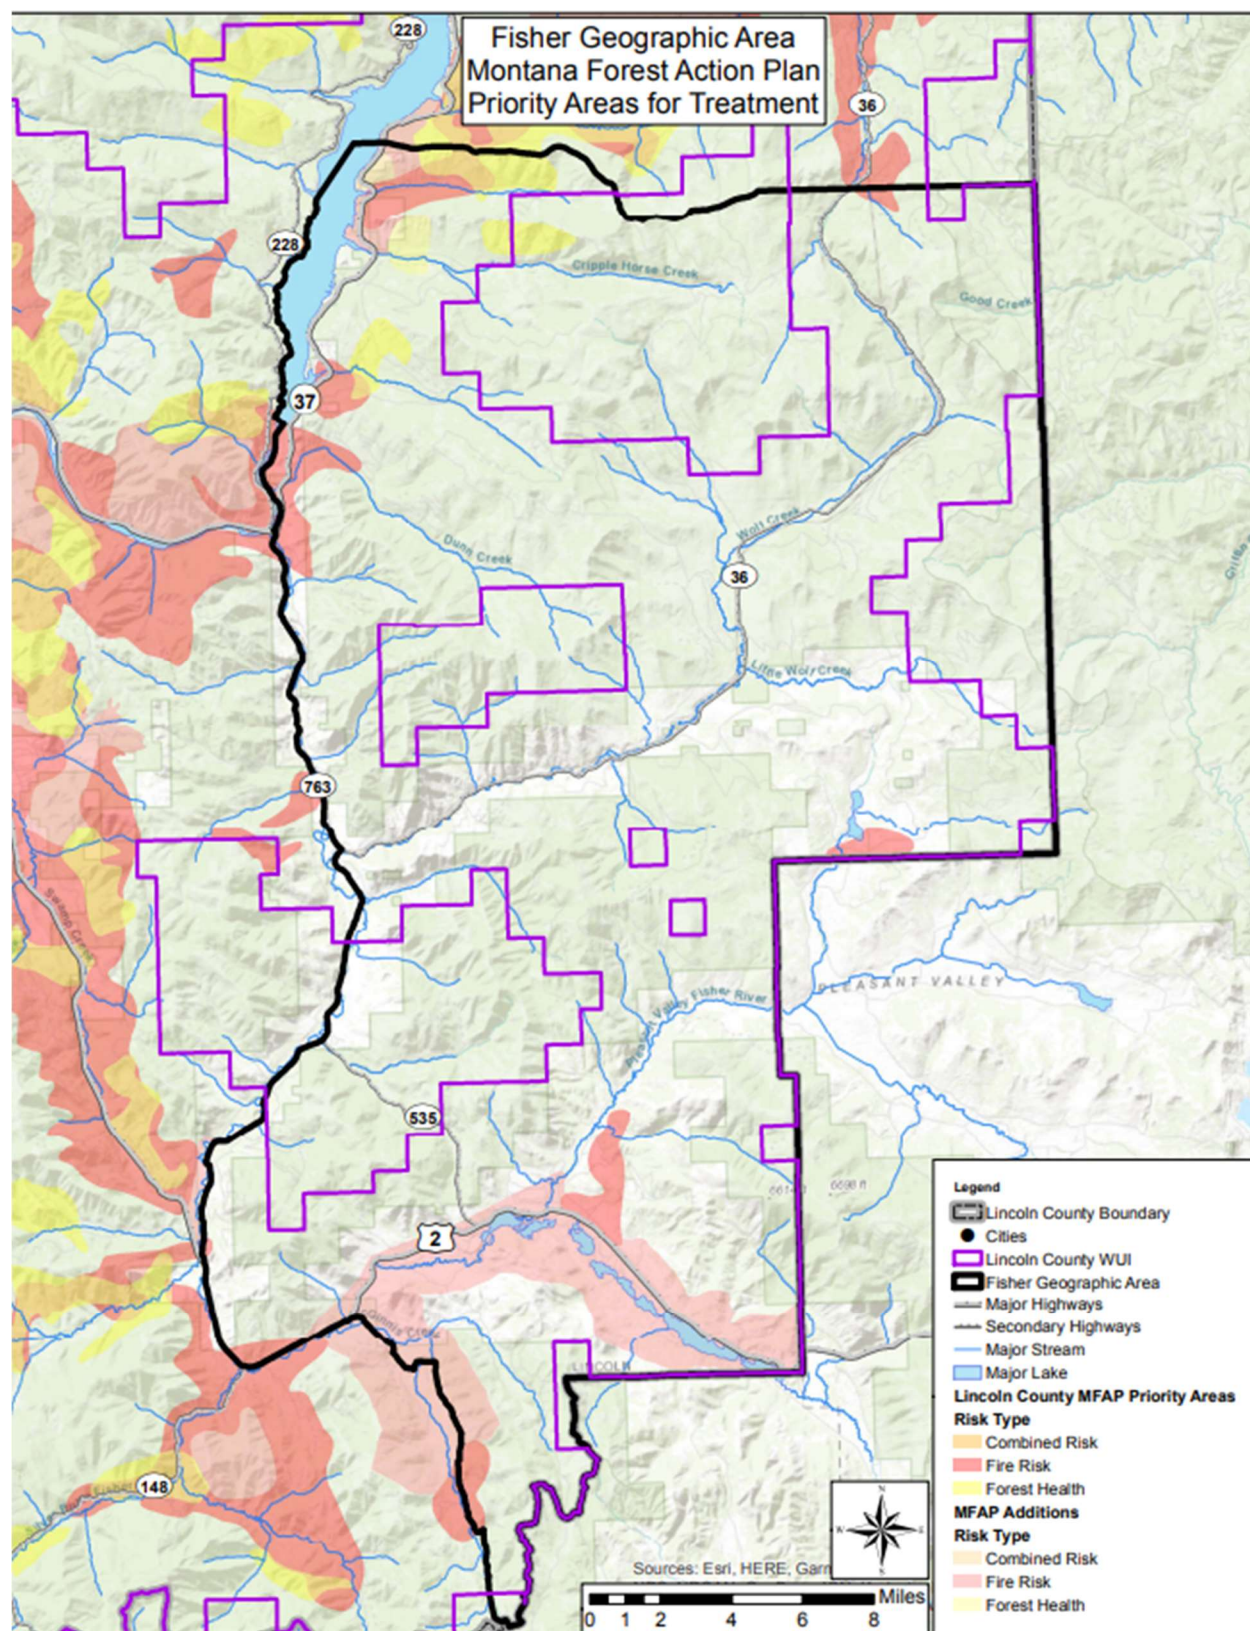 Fisher Geographic Area
Montana Forest Action Plan
Priority Areas for Treatment
228
36
228
Cripple Horse Creek
Good Creek
37
Wolf Creek
Dunn Creek
36
Little Wolf Creek
763
Swamp Creek
PLEASANT VALLEY
Pleasant Valley Fisher River
535
2
LINCOLN
148
Legend
Lincoln County Boundary
Cities
Lincoln County WUI
Fisher Geographic Area
Major Highways
Secondary Highways
Major Stream
Major Lake
Lincoln County MFAP Priority Areas
Risk Type
Combined Risk
Fire Risk
Forest Health
MFAP Additions
Risk Type
Combined Risk
Fire Risk
Forest Health
N
W
E
S
Sources: Esri, HERE, Garm
Miles
0 1 2 4 6 8